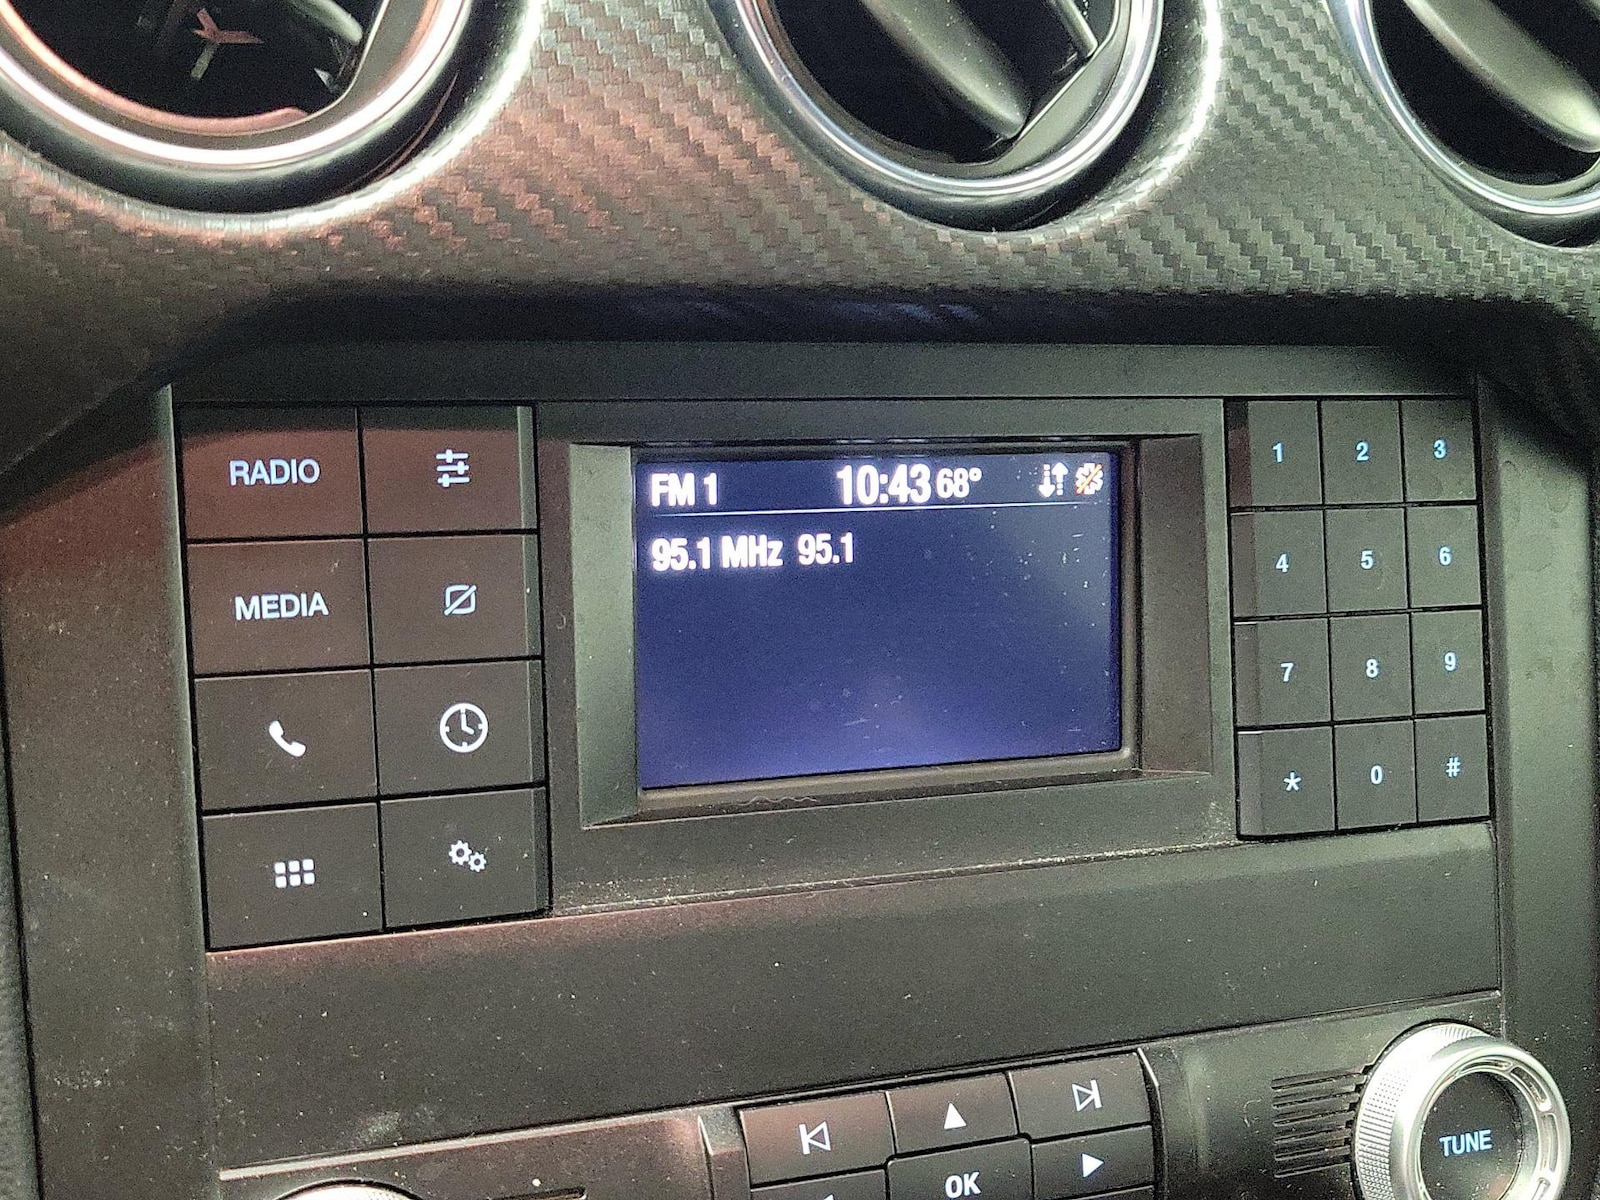 FM 1 10:43 68°
95.1 MHz 95.1
RADIO
MEDIA
1 2 3
4 5 6
7 8 9
* 0 #
OK
TUNE